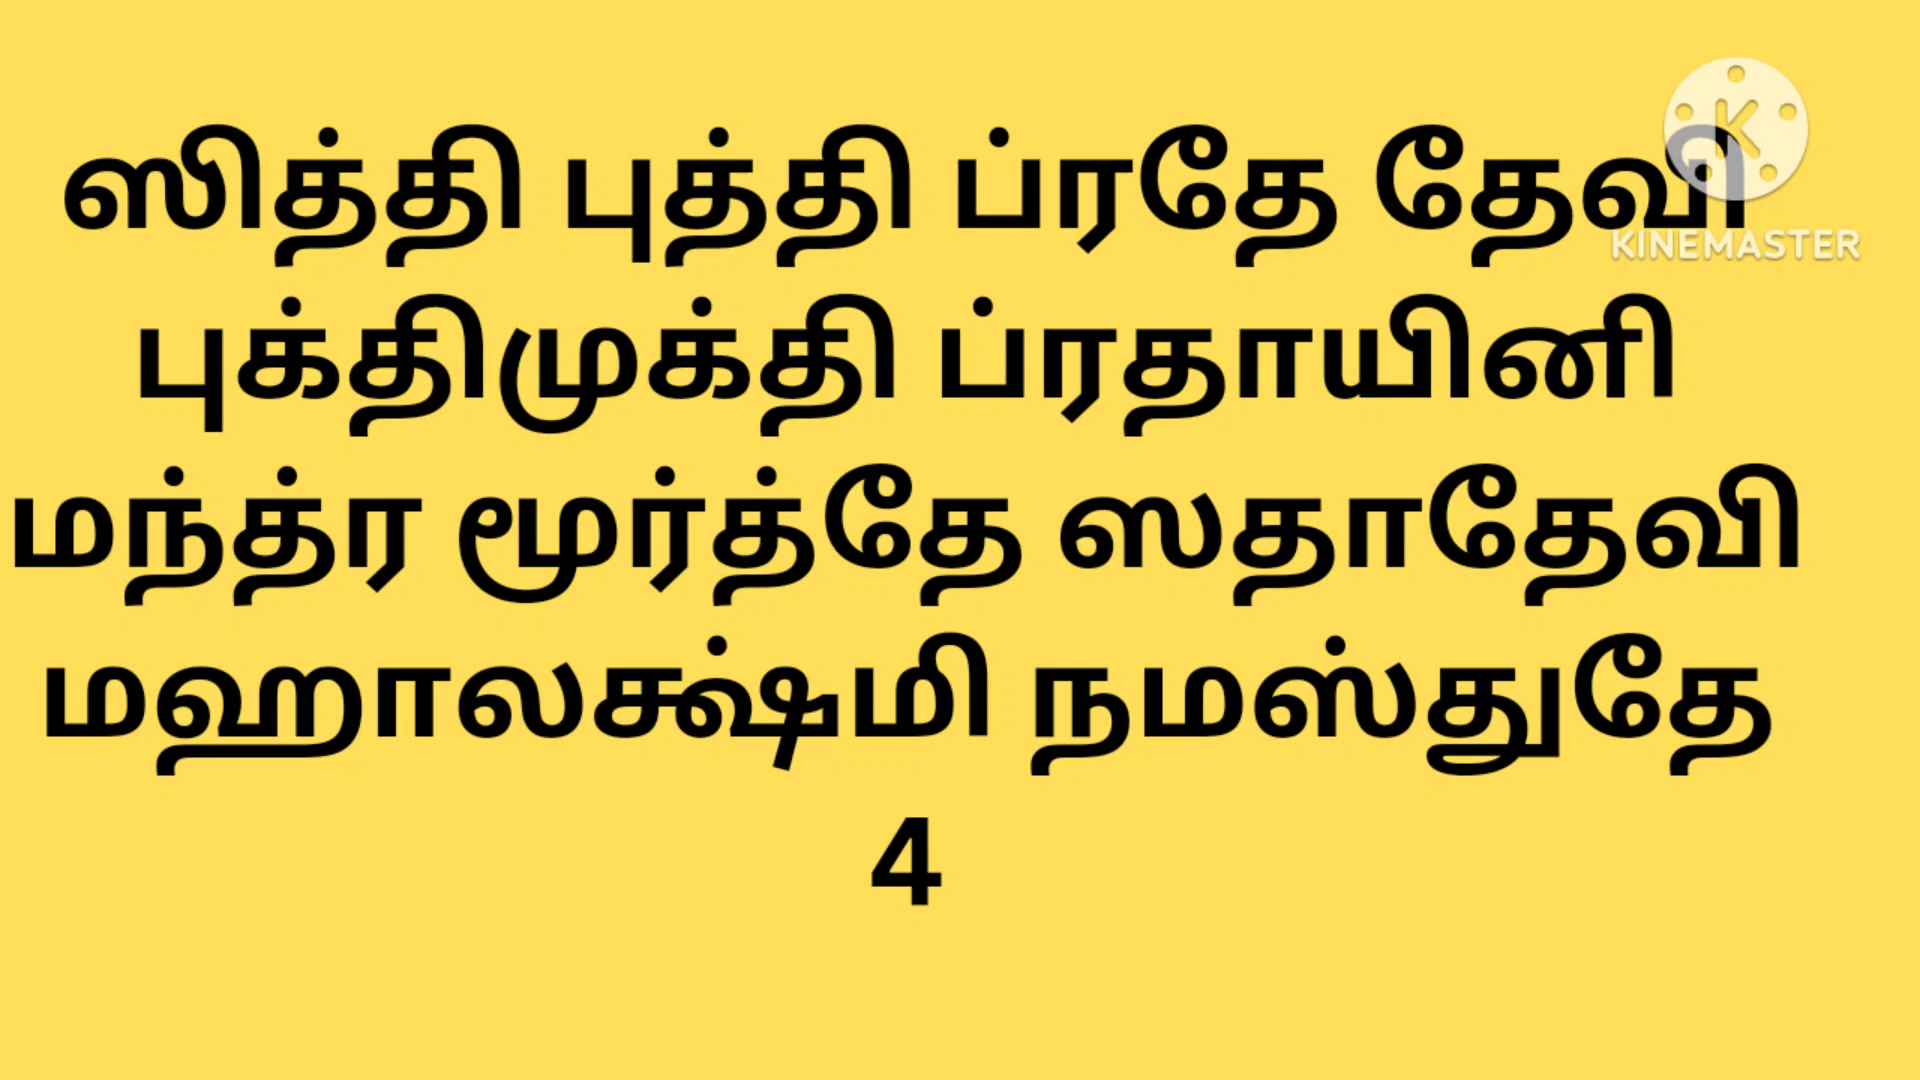 ஸித்தி புத்தி ப்ரதே தேவி
KINEMASTER
புக்திமுக்தி ப்ரதாயினி
மந்த்ர மூர்த்தே ஸதாதேவி
மஹாலக்ஷ்மி நமஸ்துதே
4